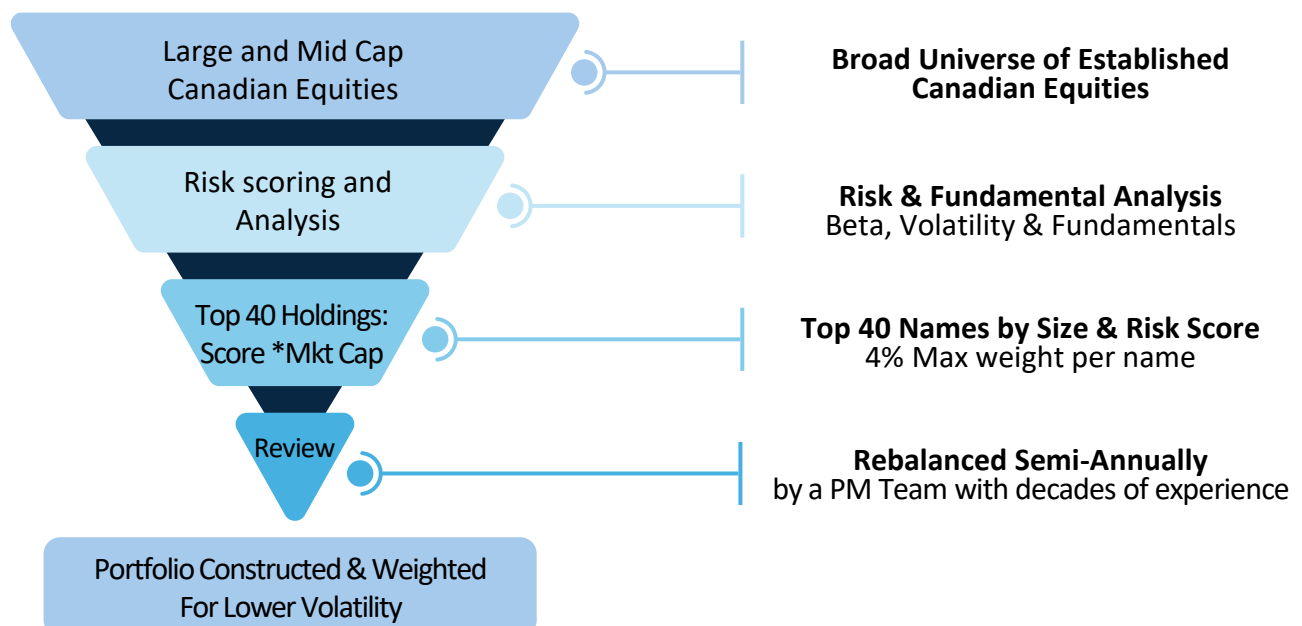 Large and Mid Cap
Canadian Equities
Broad Universe of Established
Canadian Equities
Risk scoring and
Analysis
Risk & Fundamental Analysis
Beta, Volatility & Fundamentals
Top 40 Holdings:
Score *Mkt Cap
Top 40 Names by Size & Risk Score
4% Max weight per name
Review
Rebalanced Semi-Annually
by a PM Team with decades of experience
Portfolio Constructed & Weighted
For Lower Volatility